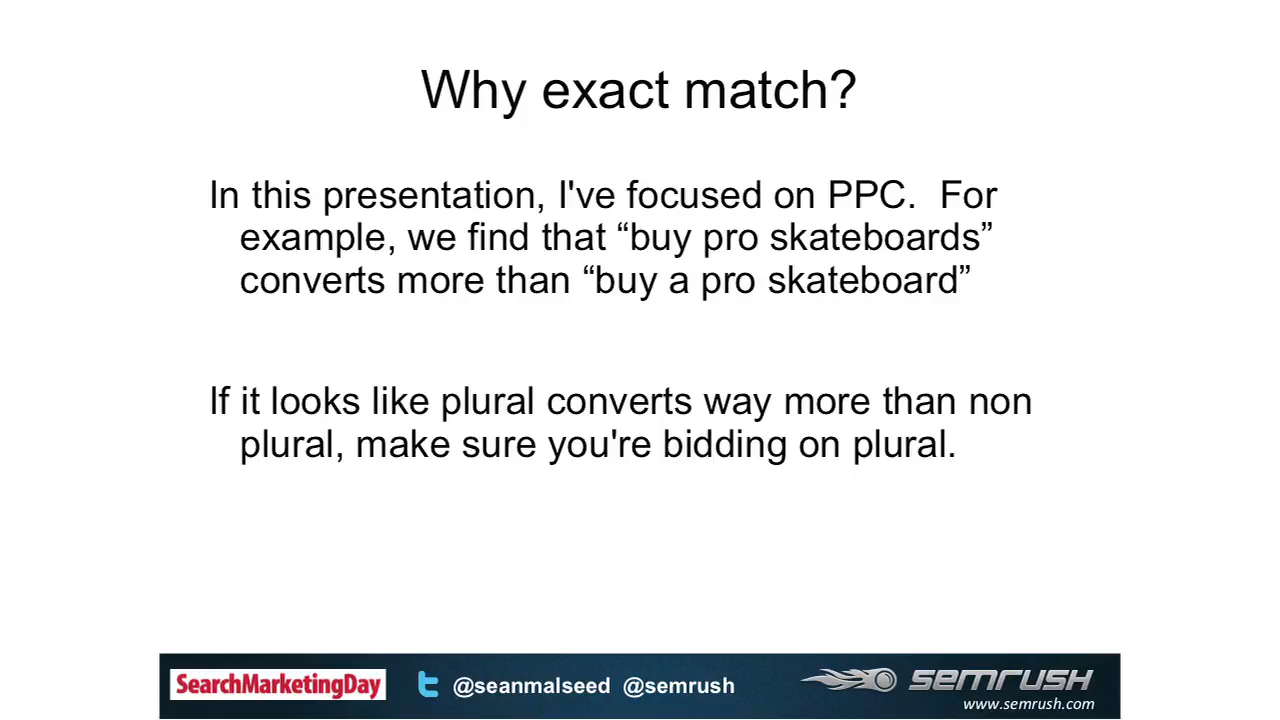 Why exact match?
In this presentation, I've focused on PPC.  For
example, we find that “buy pro skateboards”
converts more than “buy a pro skateboard”
If it looks like plural converts way more than non
plural, make sure you're bidding on plural.
SearchMarketingDay @seanmalseed @semrush SEMRUSH
www.semrush.com